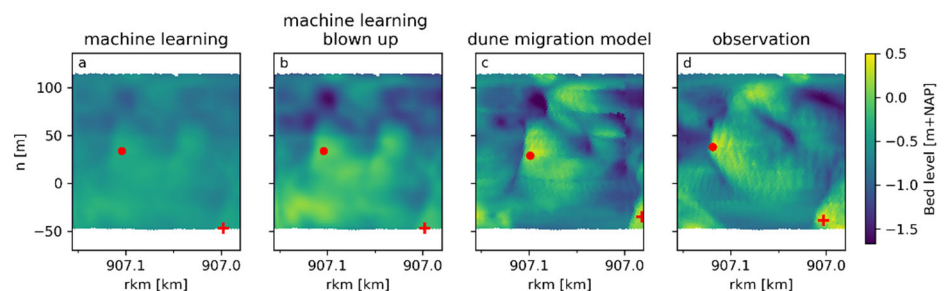 machine learning
machine learning
blown up
dune migration model
observation
a
b
c
d
n [m]
100
50
0
−50
907.1
907.0
rkm [km]
907.1
907.0
rkm [km]
907.1
907.0
rkm [km]
907.1
907.0
rkm [km]
0.5
0.0
−0.5
−1.0
−1.5
Bed level [m+NAP]